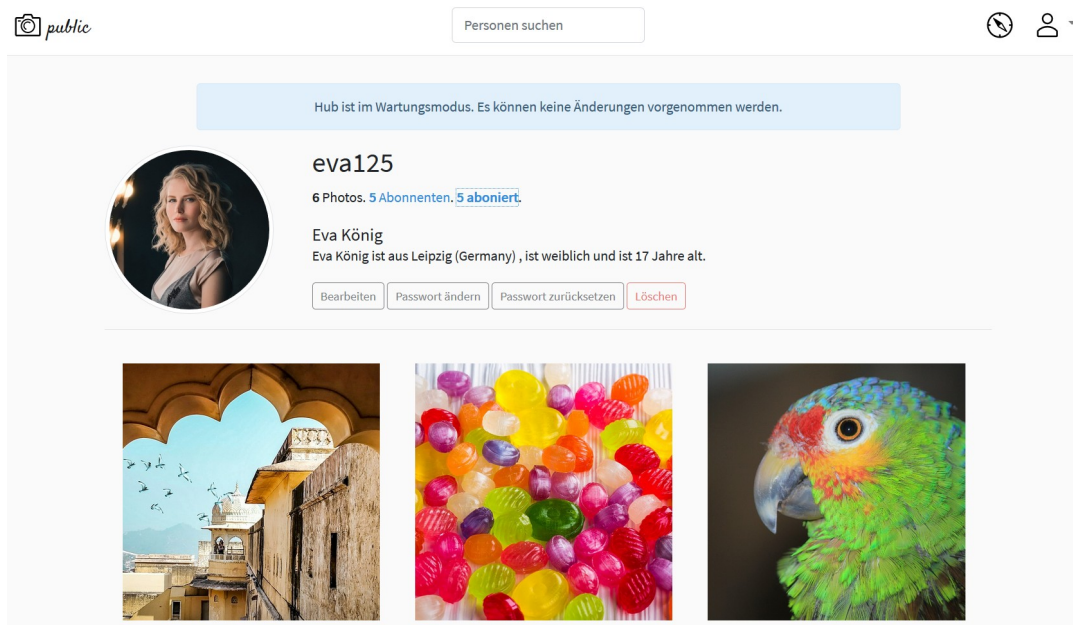 public
Personen suchen
Hub ist im Wartungsmodus. Es können keine Änderungen vorgenommen werden.
eva125
6 Photos. 5 Abonnenten. 5 aboniert.
Eva König
Eva König ist aus Leipzig (Germany) , ist weiblich und ist 17 Jahre alt.
Bearbeiten Passwort ändern Passwort zurücksetzen Löschen